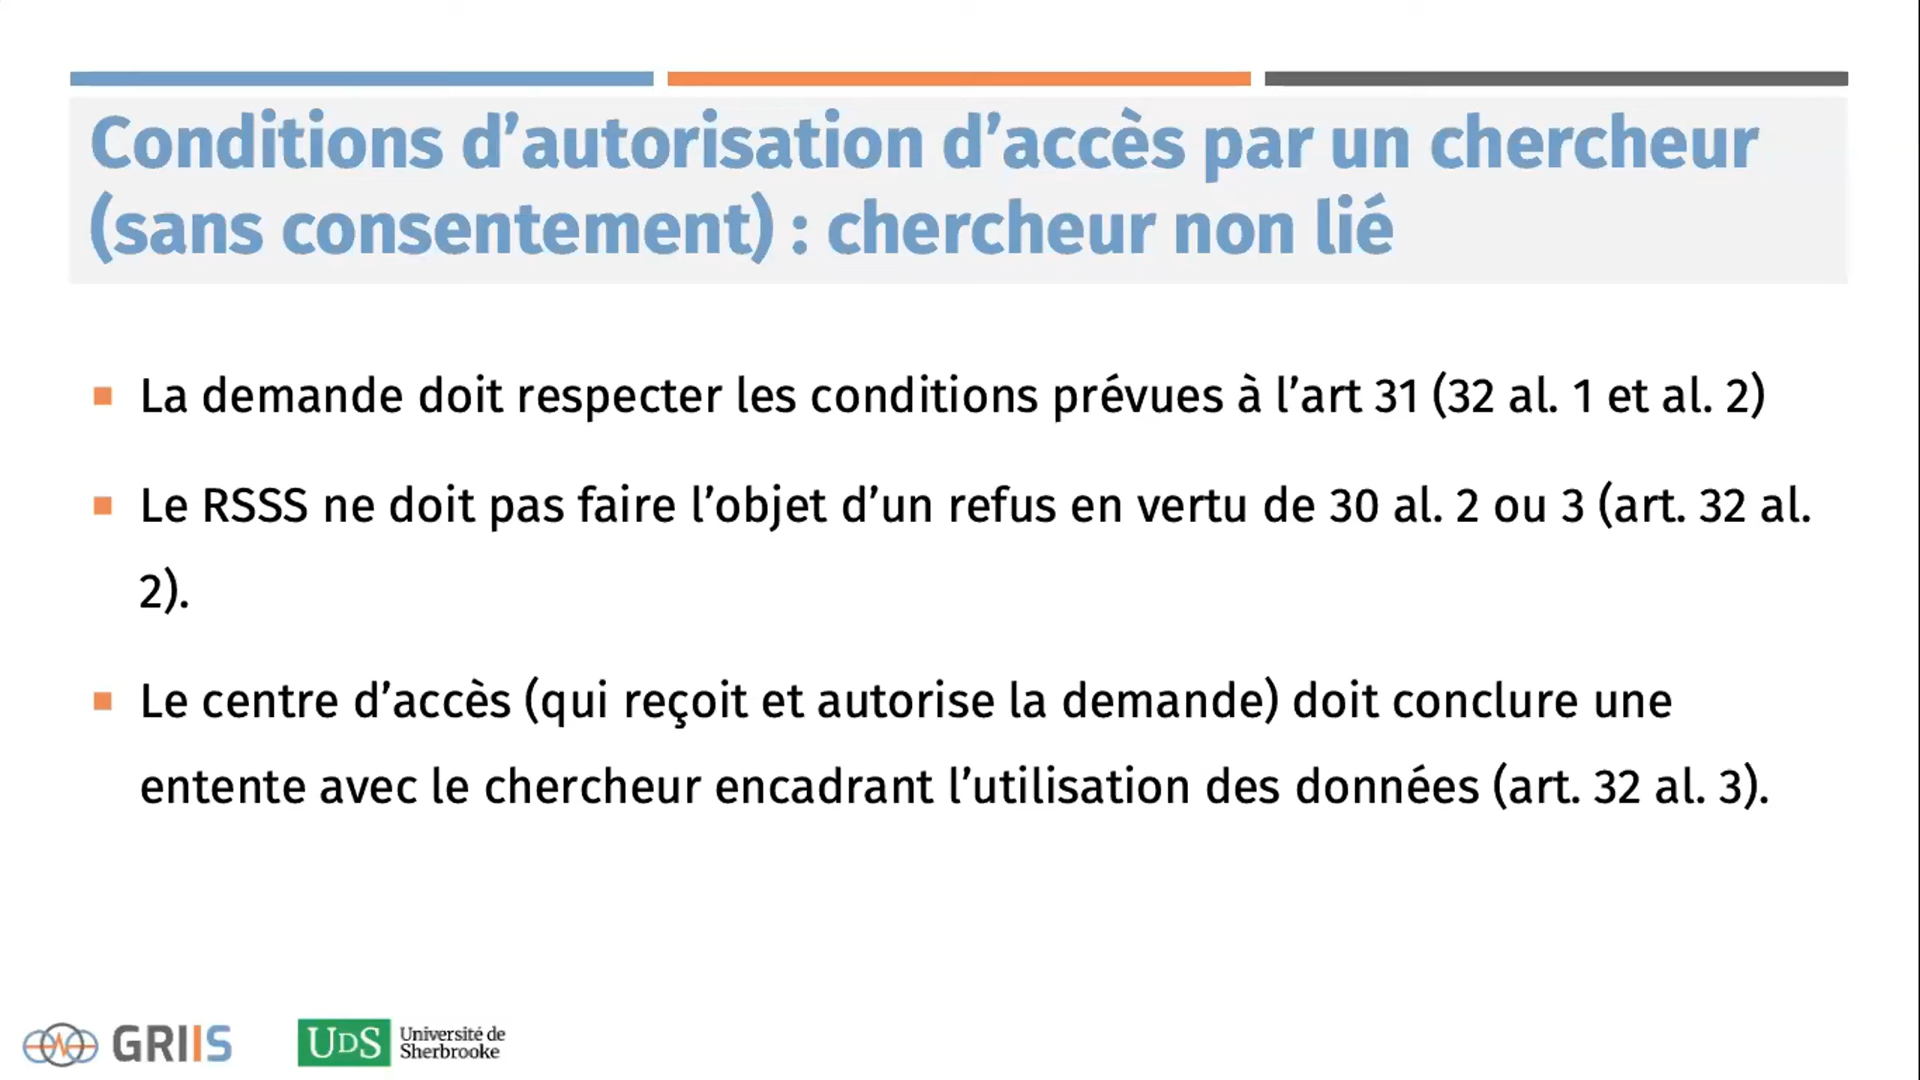 Conditions d’autorisation d’accès par un chercheur
(sans consentement) : chercheur non lié
La demande doit respecter les conditions prévues à l’art 31 (32 al. 1 et al. 2)
Le RSSS ne doit pas faire l’objet d’un refus en vertu de 30 al. 2 ou 3 (art. 32 al.
2).
Le centre d’accès (qui reçoit et autorise la demande) doit conclure une
entente avec le chercheur encadrant l’utilisation des données (art. 32 al. 3).
GRIIS
UDS Université de
Sherbrooke